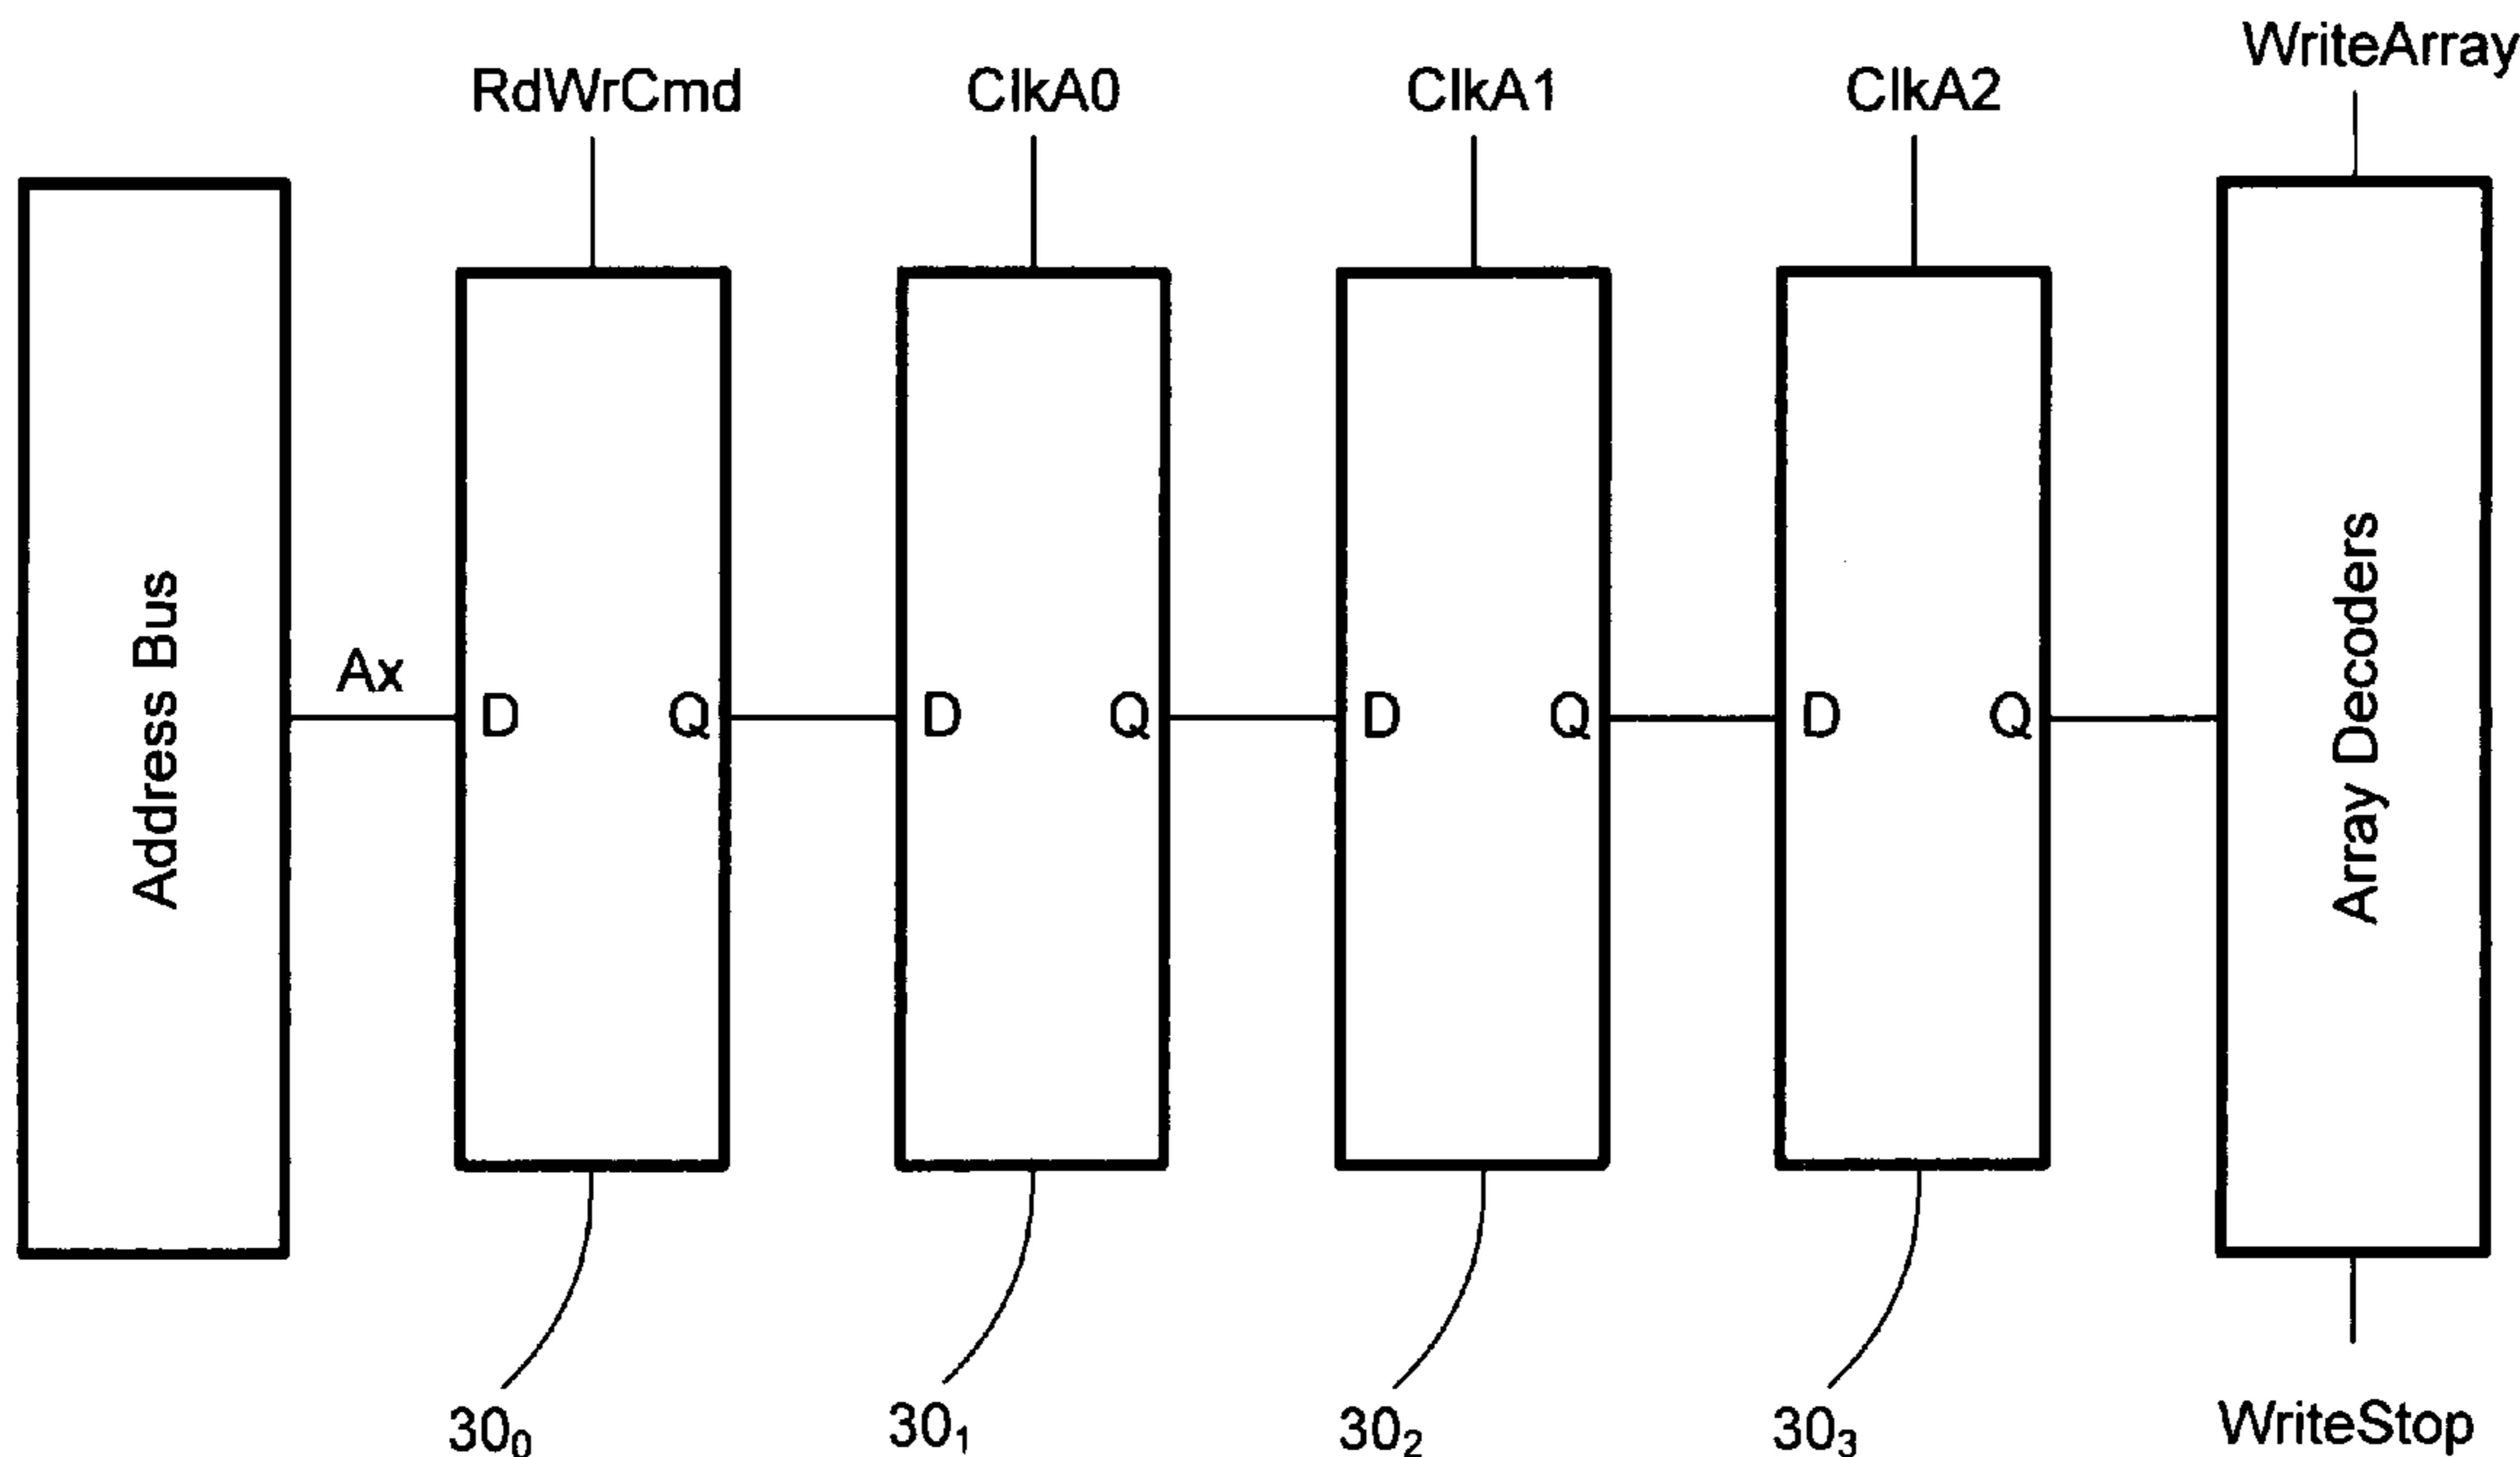 WriteArray
RdWrCmd
ClkA0
ClkA1
ClkA2
Address Bus
Ax
D
Q
D
Q
D
Q
D
Q
Array Decoders
30₀
30₁
30₂
30₃
WriteStop